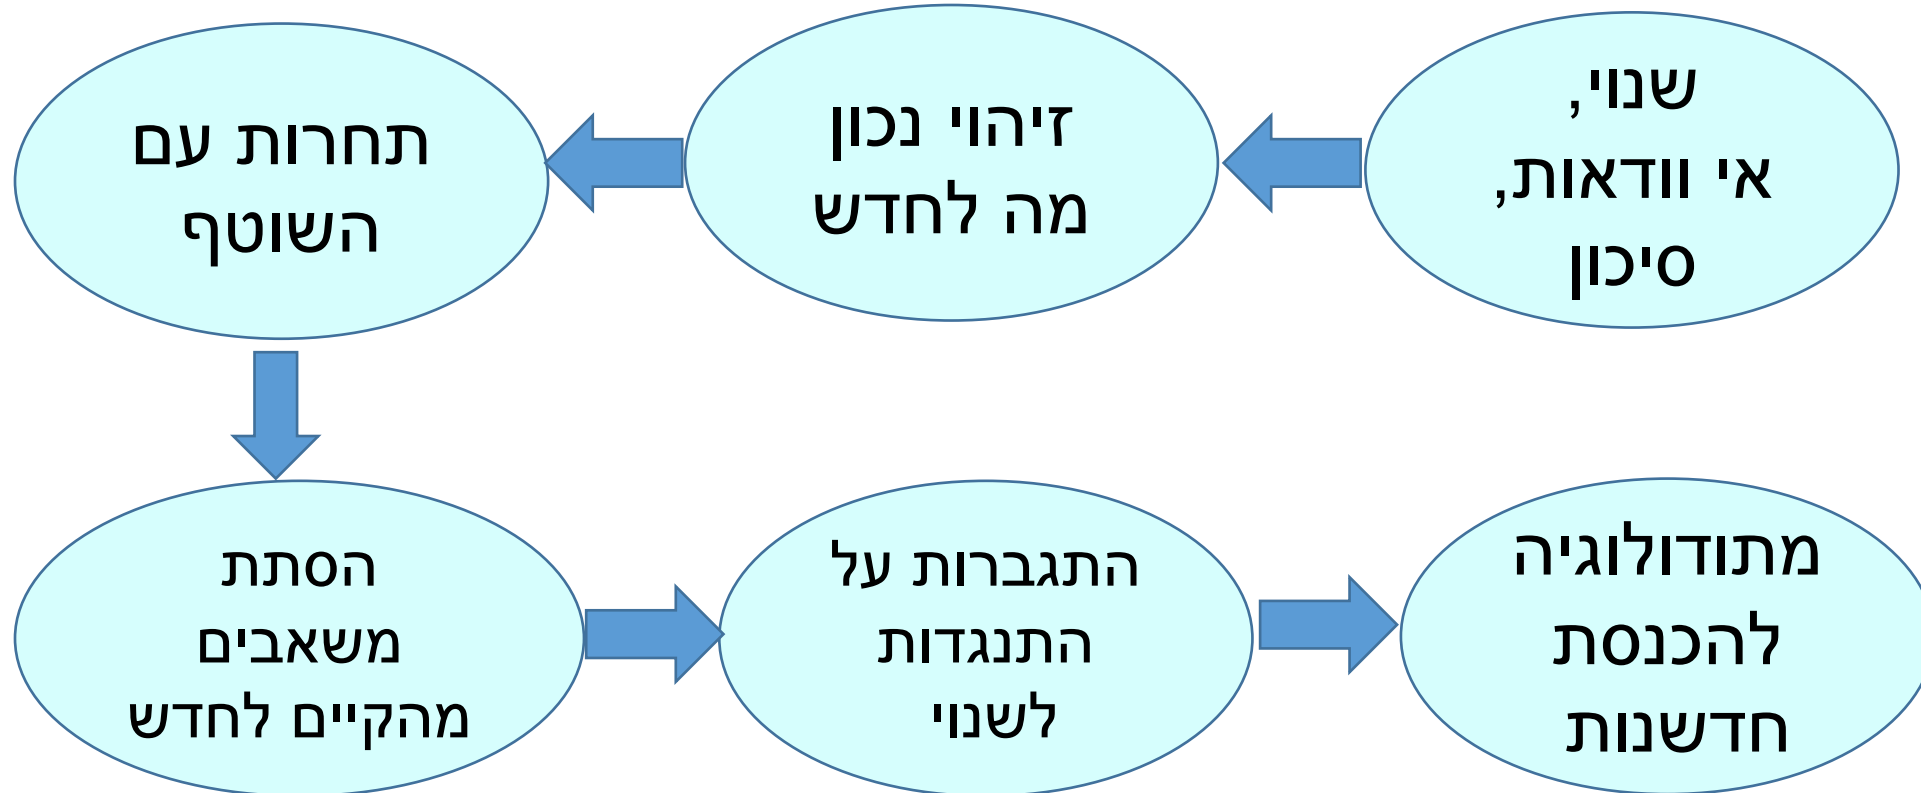 שנוי,
אי וודאות,
סיכון
זיהוי נכון
מה לחדש
תחרות עם
השוטף
הסתת
משאבים
מהקיים לחדש
התגברות על
התנגדות
לשנוי
מתודולוגיה
להכנסת
חדשנות